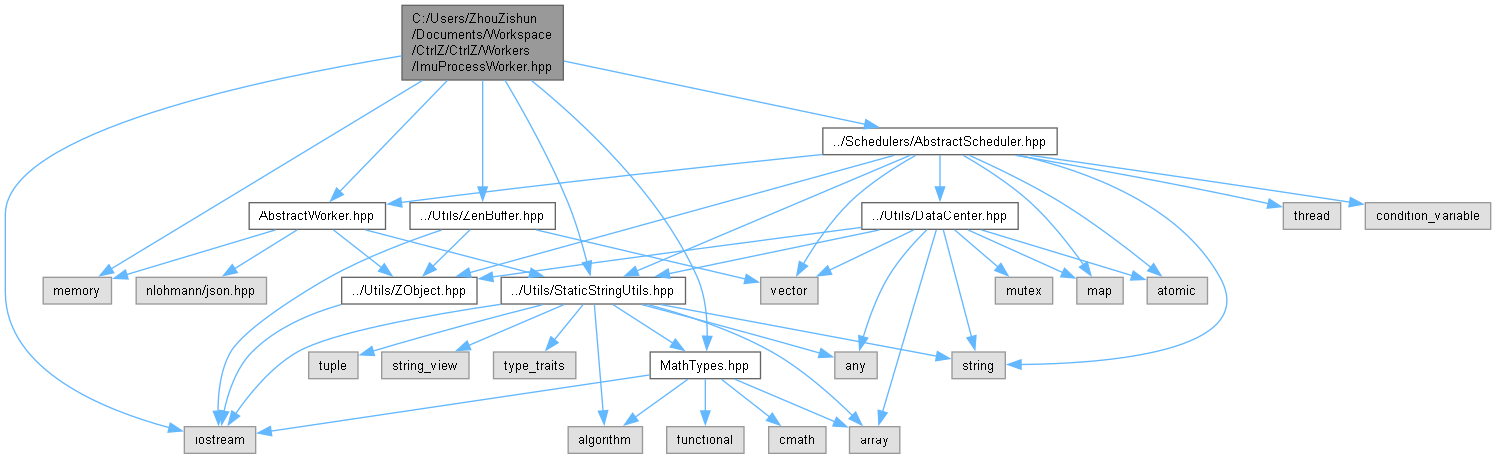 C:/Users/ZhouZishun
/Documents/Workspace
/CtrlZ/CtrlZ/Workers
/ImuProcessWorker.hpp
../Schedulers/AbstractScheduler.hpp
AbstractWorker.hpp
../Utils/ZenBuffer.hpp
../Utils/DataCenter.hpp
thread
condition_variable
memory
nlohmann/json.hpp
../Utils/ZObject.hpp
../Utils/StaticStringUtils.hpp
vector
mutex
map
atomic
tuple
string_view
type_traits
MathTypes.hpp
any
string
iostream
algorithm
functional
cmath
array